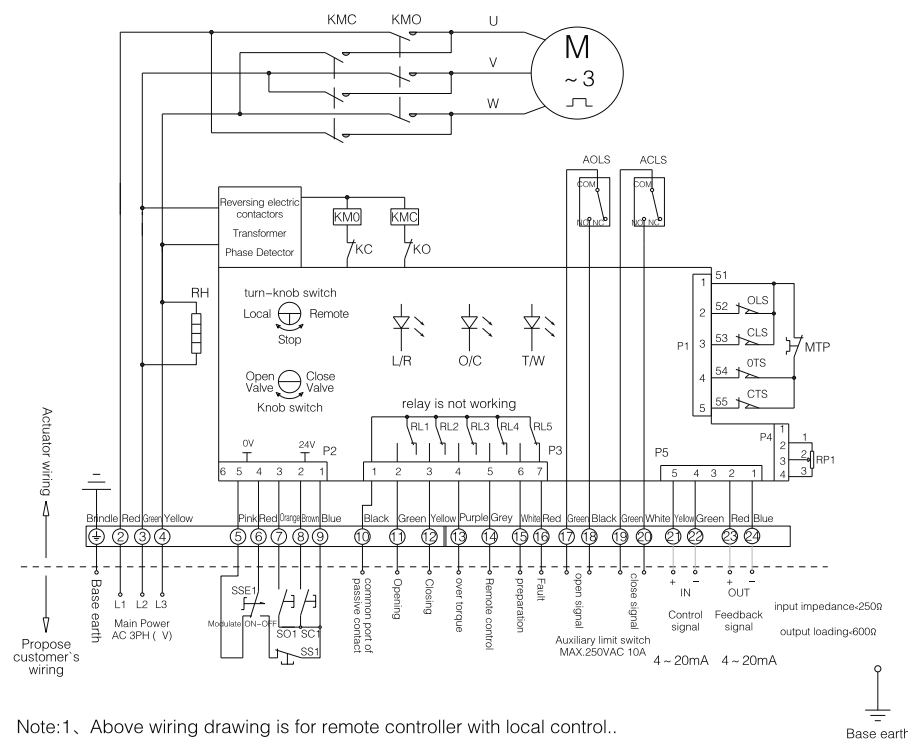 KMC KMO U
M
~ 3
V
W
AOLS ACLS
COM COM
NO NC NO NC
Reversing electric
contactors
Transformer
Phase Detector
KM0 KMC
KC KO
RH
turn-knob switch
Local Remote
Stop
Open Close
Valve Valve
Knob switch
L/R O/C T/W
relay is not working
RL1 RL2 RL3 RL4 RL5
P1
1 51
2 52 OLS
3 53 CLS
4 54 0TS
5 55 CTS
MTP
0V 24V P2
6 5 4 3 2 1
P3
1 2 3 4 5 6 7
P4
1
2 1
3 2
4 3
RP1
P5
5 4 3 2 1
Actuator wiring
Brindle Red Green Yellow Pink Red Orange Brown Blue Black Green Yellow Purple Grey White Red Green Black Green White Yellow Green Red Blue
2 3 4 5 6 7 8 9 10 11 12 13 14 15 16 17 18 19 20 21 22 23 24
Propose
customer`s
wiring
Base earth
L1 L2 L3
Main Power
AC 3PH ( V)
SSE1
Modulate ON-OFF
SO1 SC1
SS1
common port of
passive contact
Opening
Closing
over torque
Remote control
preparation
Fault
open signal
close signal
Auxiliary limit switch
MAX.250VAC 10A
+ −
IN
Control
signal
4 ~ 20mA
+ −
OUT
Feedback
signal
4 ~ 20mA
input impedance<250Ω
output loading<600Ω
Base earth
Note:1、Above wiring drawing is for remote controller with local control..